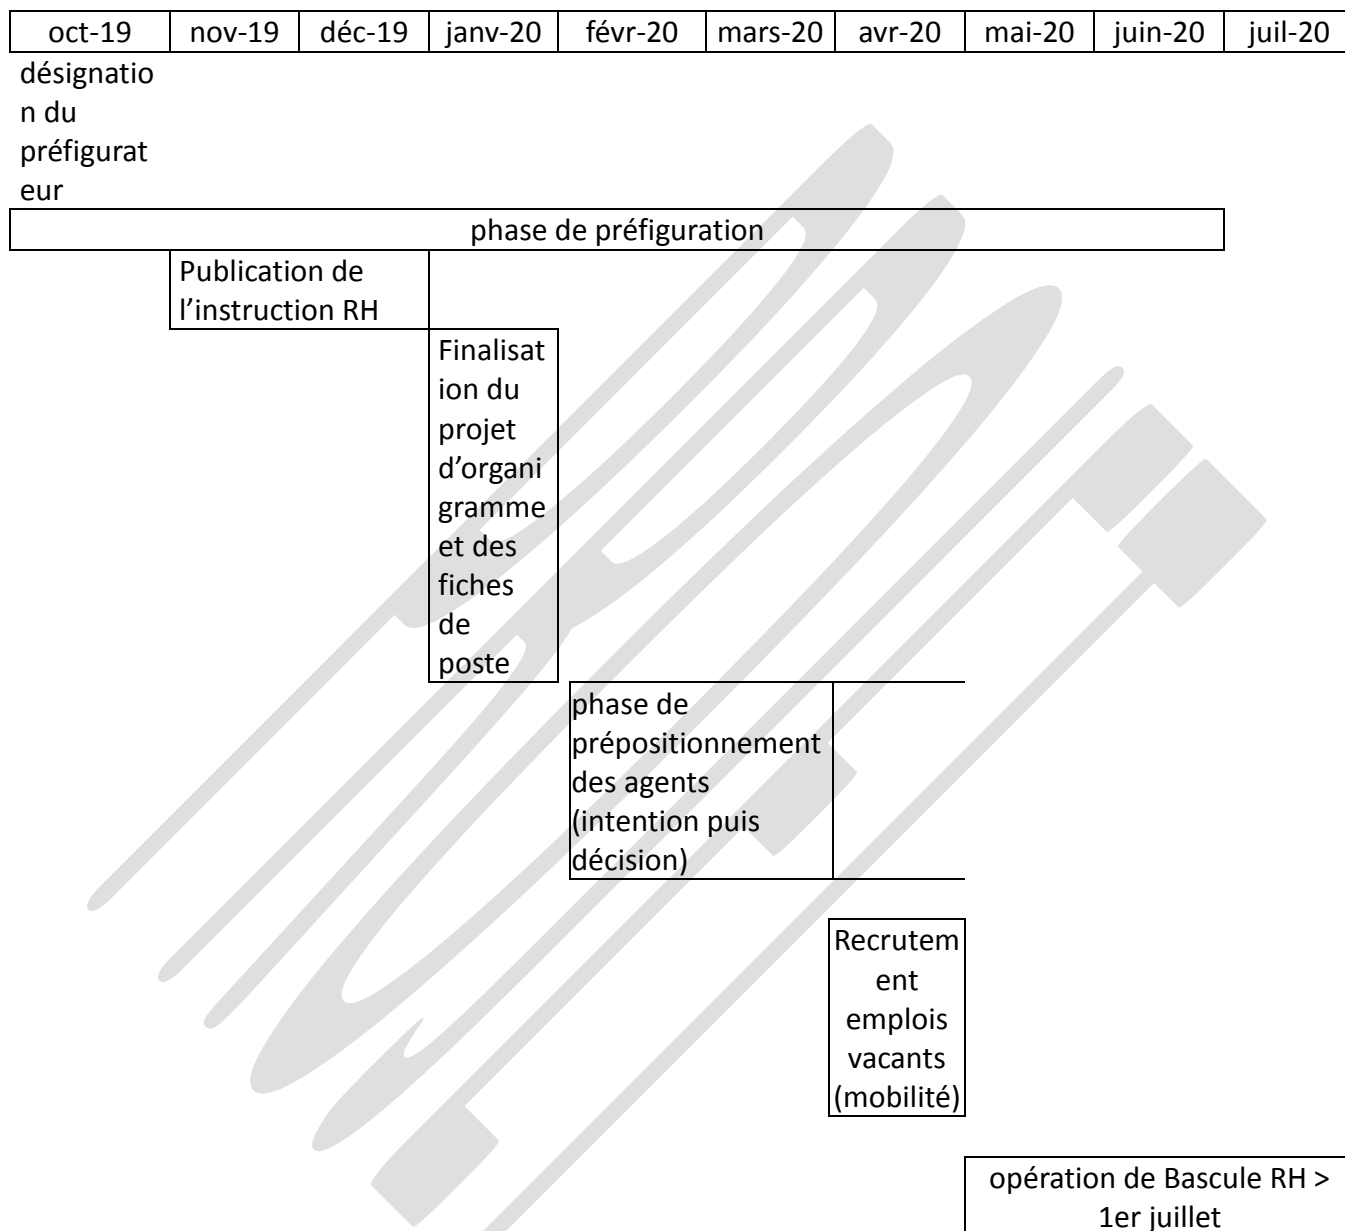 oct-19 nov-19 déc-19 janv-20 févr-20 mars-20 avr-20 mai-20 juin-20 juil-20
désignatio
n du
préfigurat
eur
phase de préfiguration
Publication de
l’instruction RH
Finalisat
ion du
projet
d’organi
gramme
et des
fiches
de
poste
phase de
prépositionnement
des agents
(intention puis
décision)
Recrutem
ent
emplois
vacants
(mobilité)
opération de Bascule RH >
1er juillet